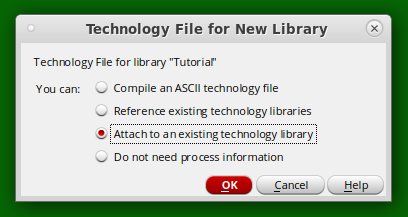 Technology File for New Library
Technology File for library "Tutorial"
You can:
Compile an ASCII technology file
Reference existing technology libraries
Attach to an existing technology library
Do not need process information
OK Cancel Help